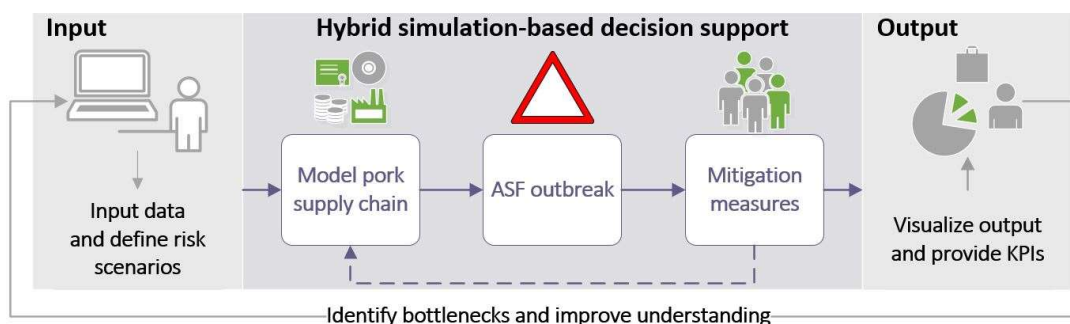 Input
Hybrid simulation-based decision support
Output
Input data
and define risk
scenarios
Model pork
supply chain
ASF outbreak
Mitigation
measures
Visualize output
and provide KPIs
Identify bottlenecks and improve understanding